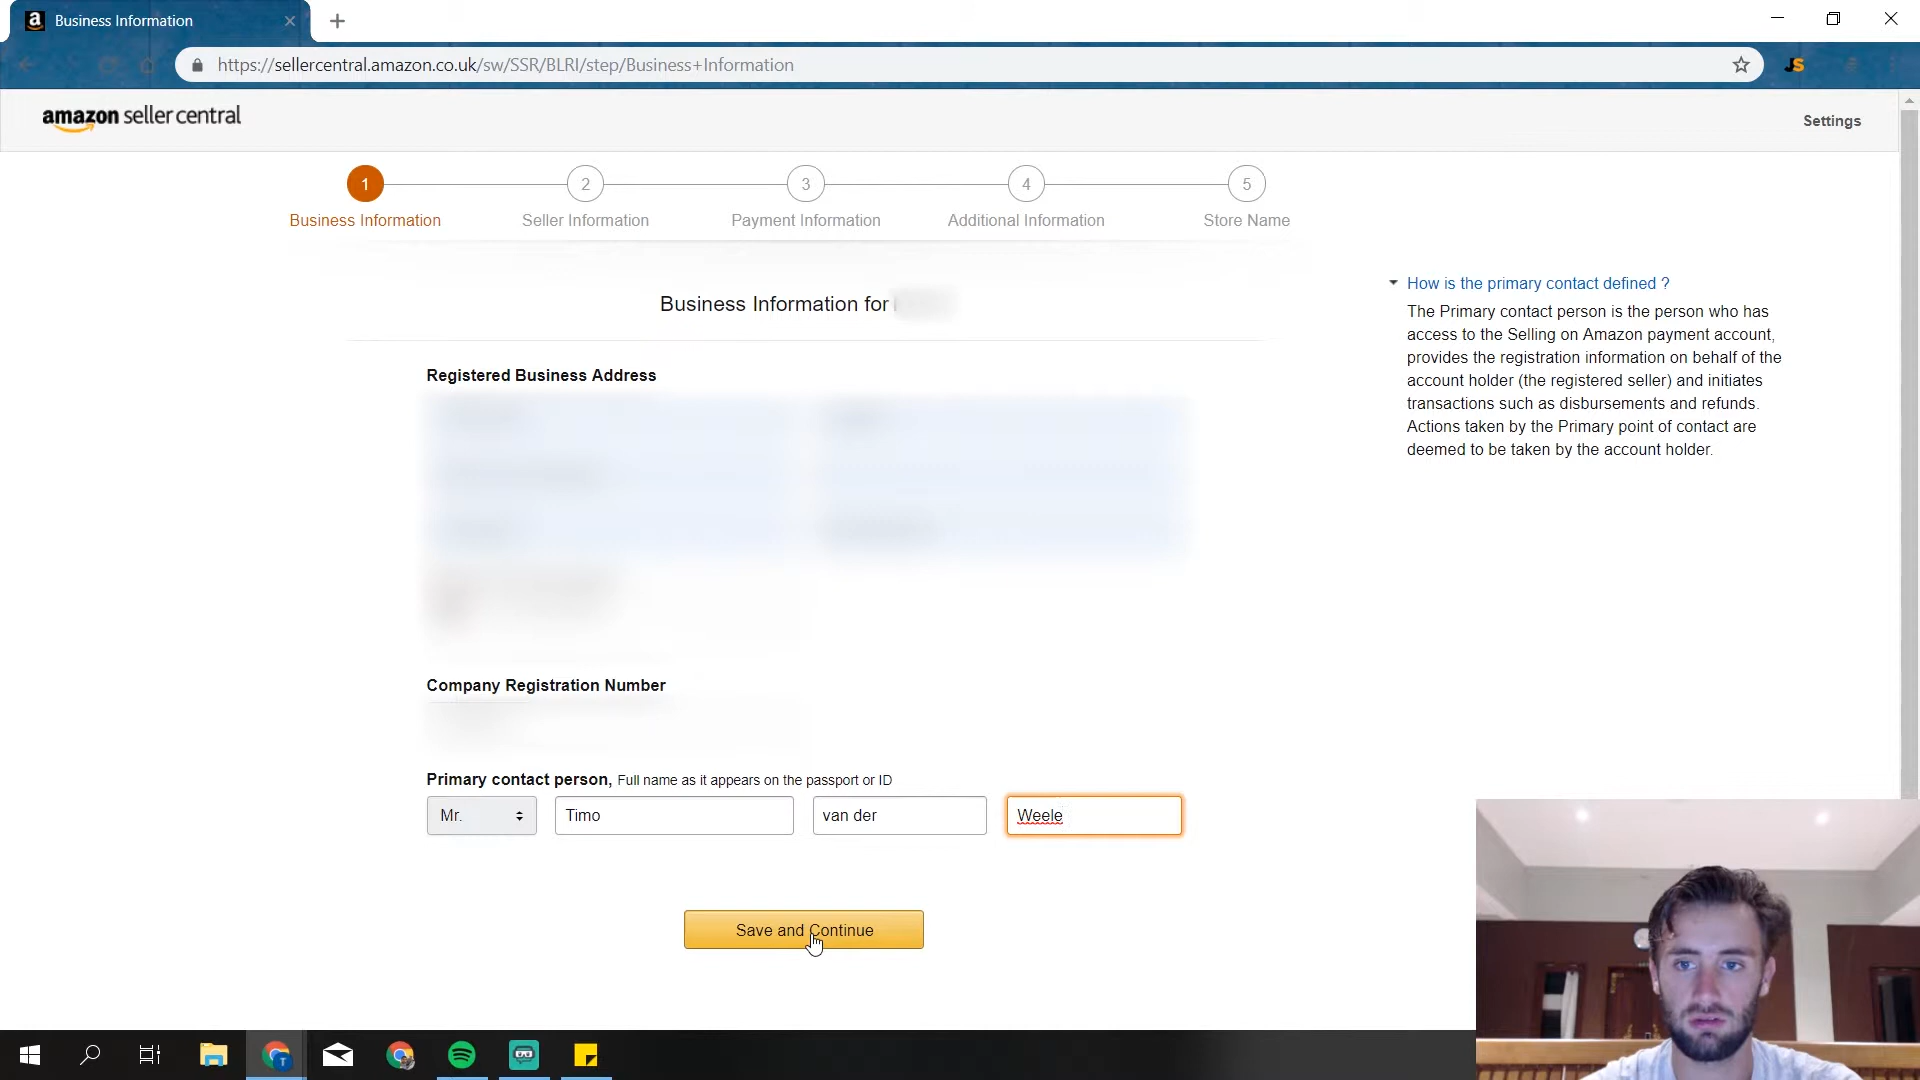 Business Information
https://sellercentral.amazon.co.uk/sw/SSR/BLRI/step/Business+Information
JS
amazon seller central
Settings
1
2
3
4
5
Business Information
Seller Information
Payment Information
Additional Information
Store Name
Business Information for
How is the primary contact defined ?
The Primary contact person is the person who has
access to the Selling on Amazon payment account,
provides the registration information on behalf of the
account holder (the registered seller) and initiates
transactions such as disbursements and refunds.
Actions taken by the Primary point of contact are
deemed to be taken by the account holder.
Registered Business Address
Company Registration Number
Primary contact person, Full name as it appears on the passport or ID
Mr.
Timo
van der
Weele
Save and Continue